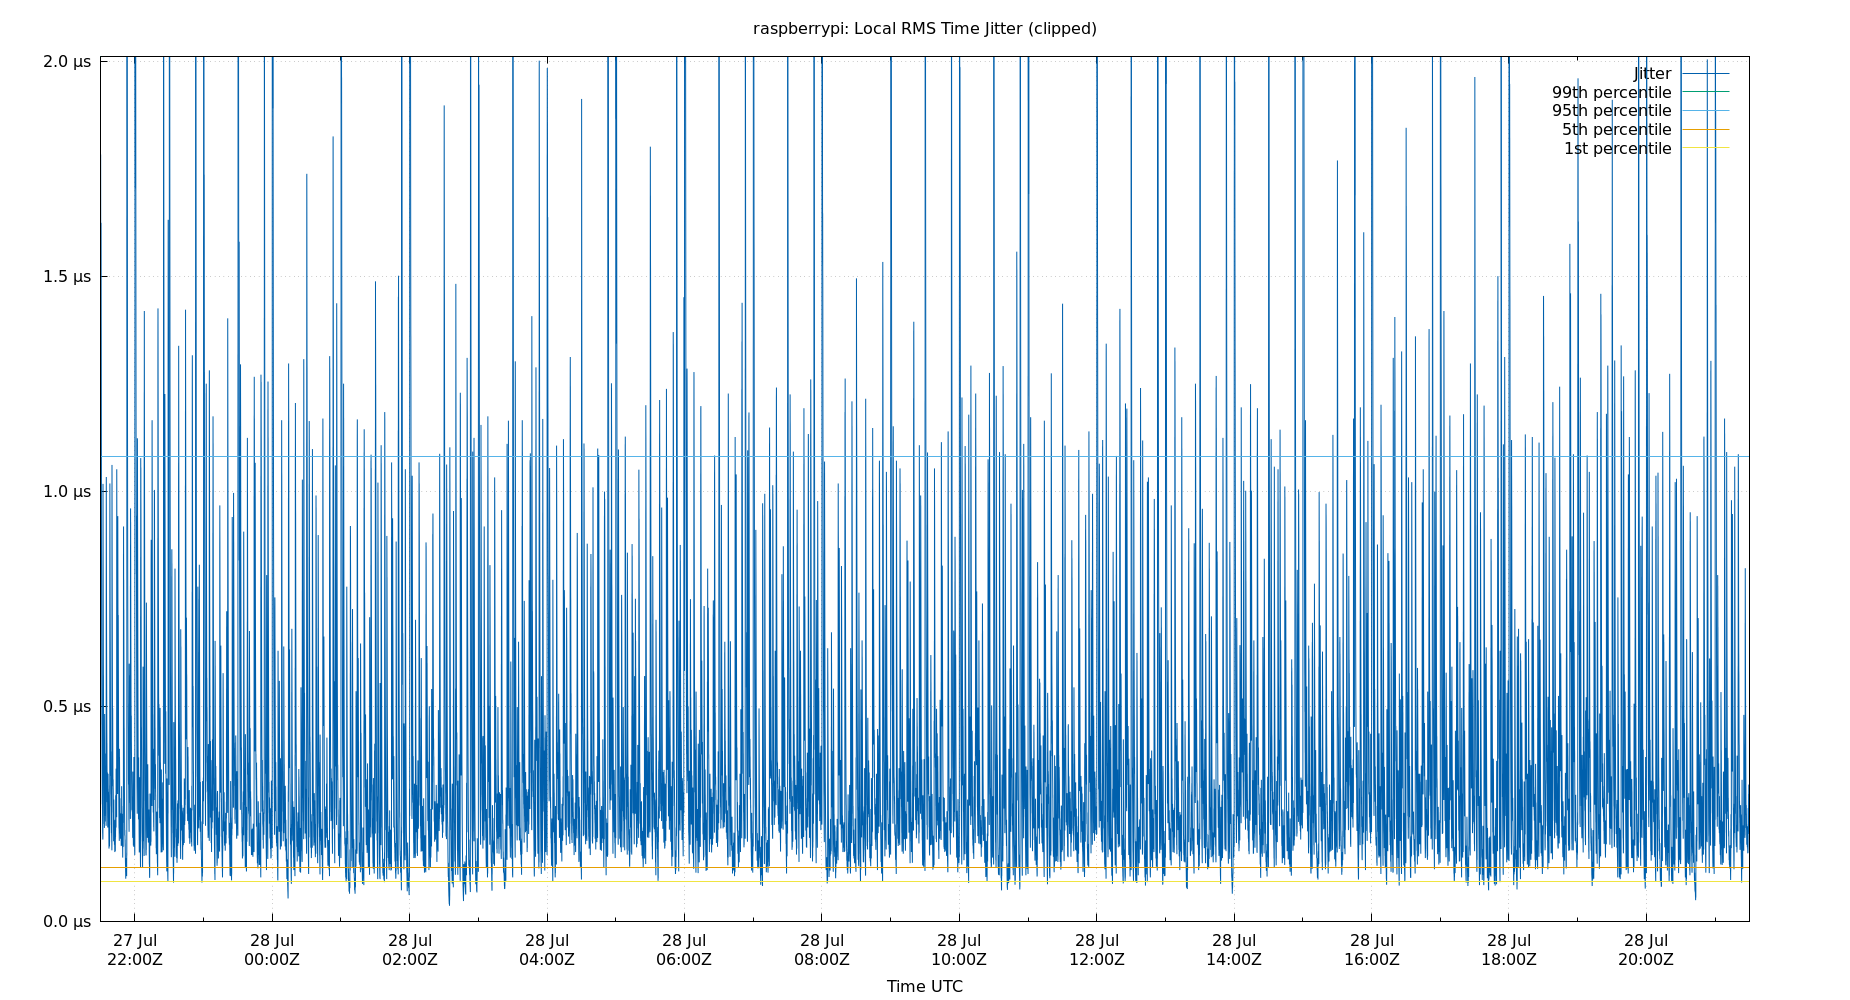 raspberrypi: Local RMS Time Jitter (clipped)
2.0 µs
1.5 µs
1.0 µs
0.5 µs
0.0 µs
Jitter
99th percentile
95th percentile
5th percentile
1st percentile
27 Jul 28 Jul 28 Jul 28 Jul 28 Jul 28 Jul 28 Jul 28 Jul 28 Jul 28 Jul 28 Jul 28 Jul
22:00Z 00:00Z 02:00Z 04:00Z 06:00Z 08:00Z 10:00Z 12:00Z 14:00Z 16:00Z 18:00Z 20:00Z
Time UTC